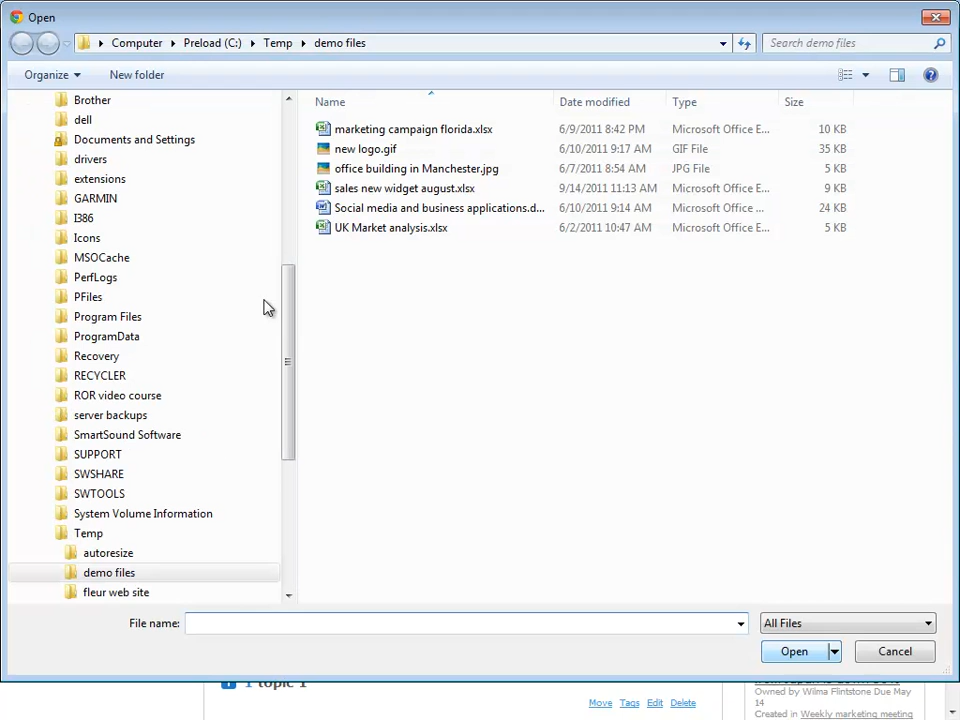 Open
Computer Preload (C:) Temp demo files
Search demo files
Organize New folder
Name Date modified Type Size
Brother
dell
Documents and Settings
drivers
extensions
GARMIN
I386
Icons
MSOCache
PerfLogs
PFiles
Program Files
ProgramData
Recovery
RECYCLER
ROR video course
server backups
SmartSound Software
SUPPORT
SWSHARE
SWTOOLS
System Volume Information
Temp
autoresize
demo files
fleur web site
marketing campaign florida.xlsx 6/9/2011 8:42 PM Microsoft Office E... 10 KB
new logo.gif 6/10/2011 9:17 AM GIF File 35 KB
office building in Manchester.jpg 6/7/2011 8:54 AM JPG File 5 KB
sales new widget august.xlsx 9/14/2011 11:13 AM Microsoft Office E... 9 KB
Social media and business applications.d... 6/10/2011 9:14 AM Microsoft Office ... 24 KB
UK Market analysis.xlsx 6/2/2011 10:47 AM Microsoft Office E... 5 KB
File name: All Files
Open Cancel
1 topic 1
Move Tags Edit Delete
Owned by Wilma Flintstone Due May
14
Created in Weekly marketing meeting